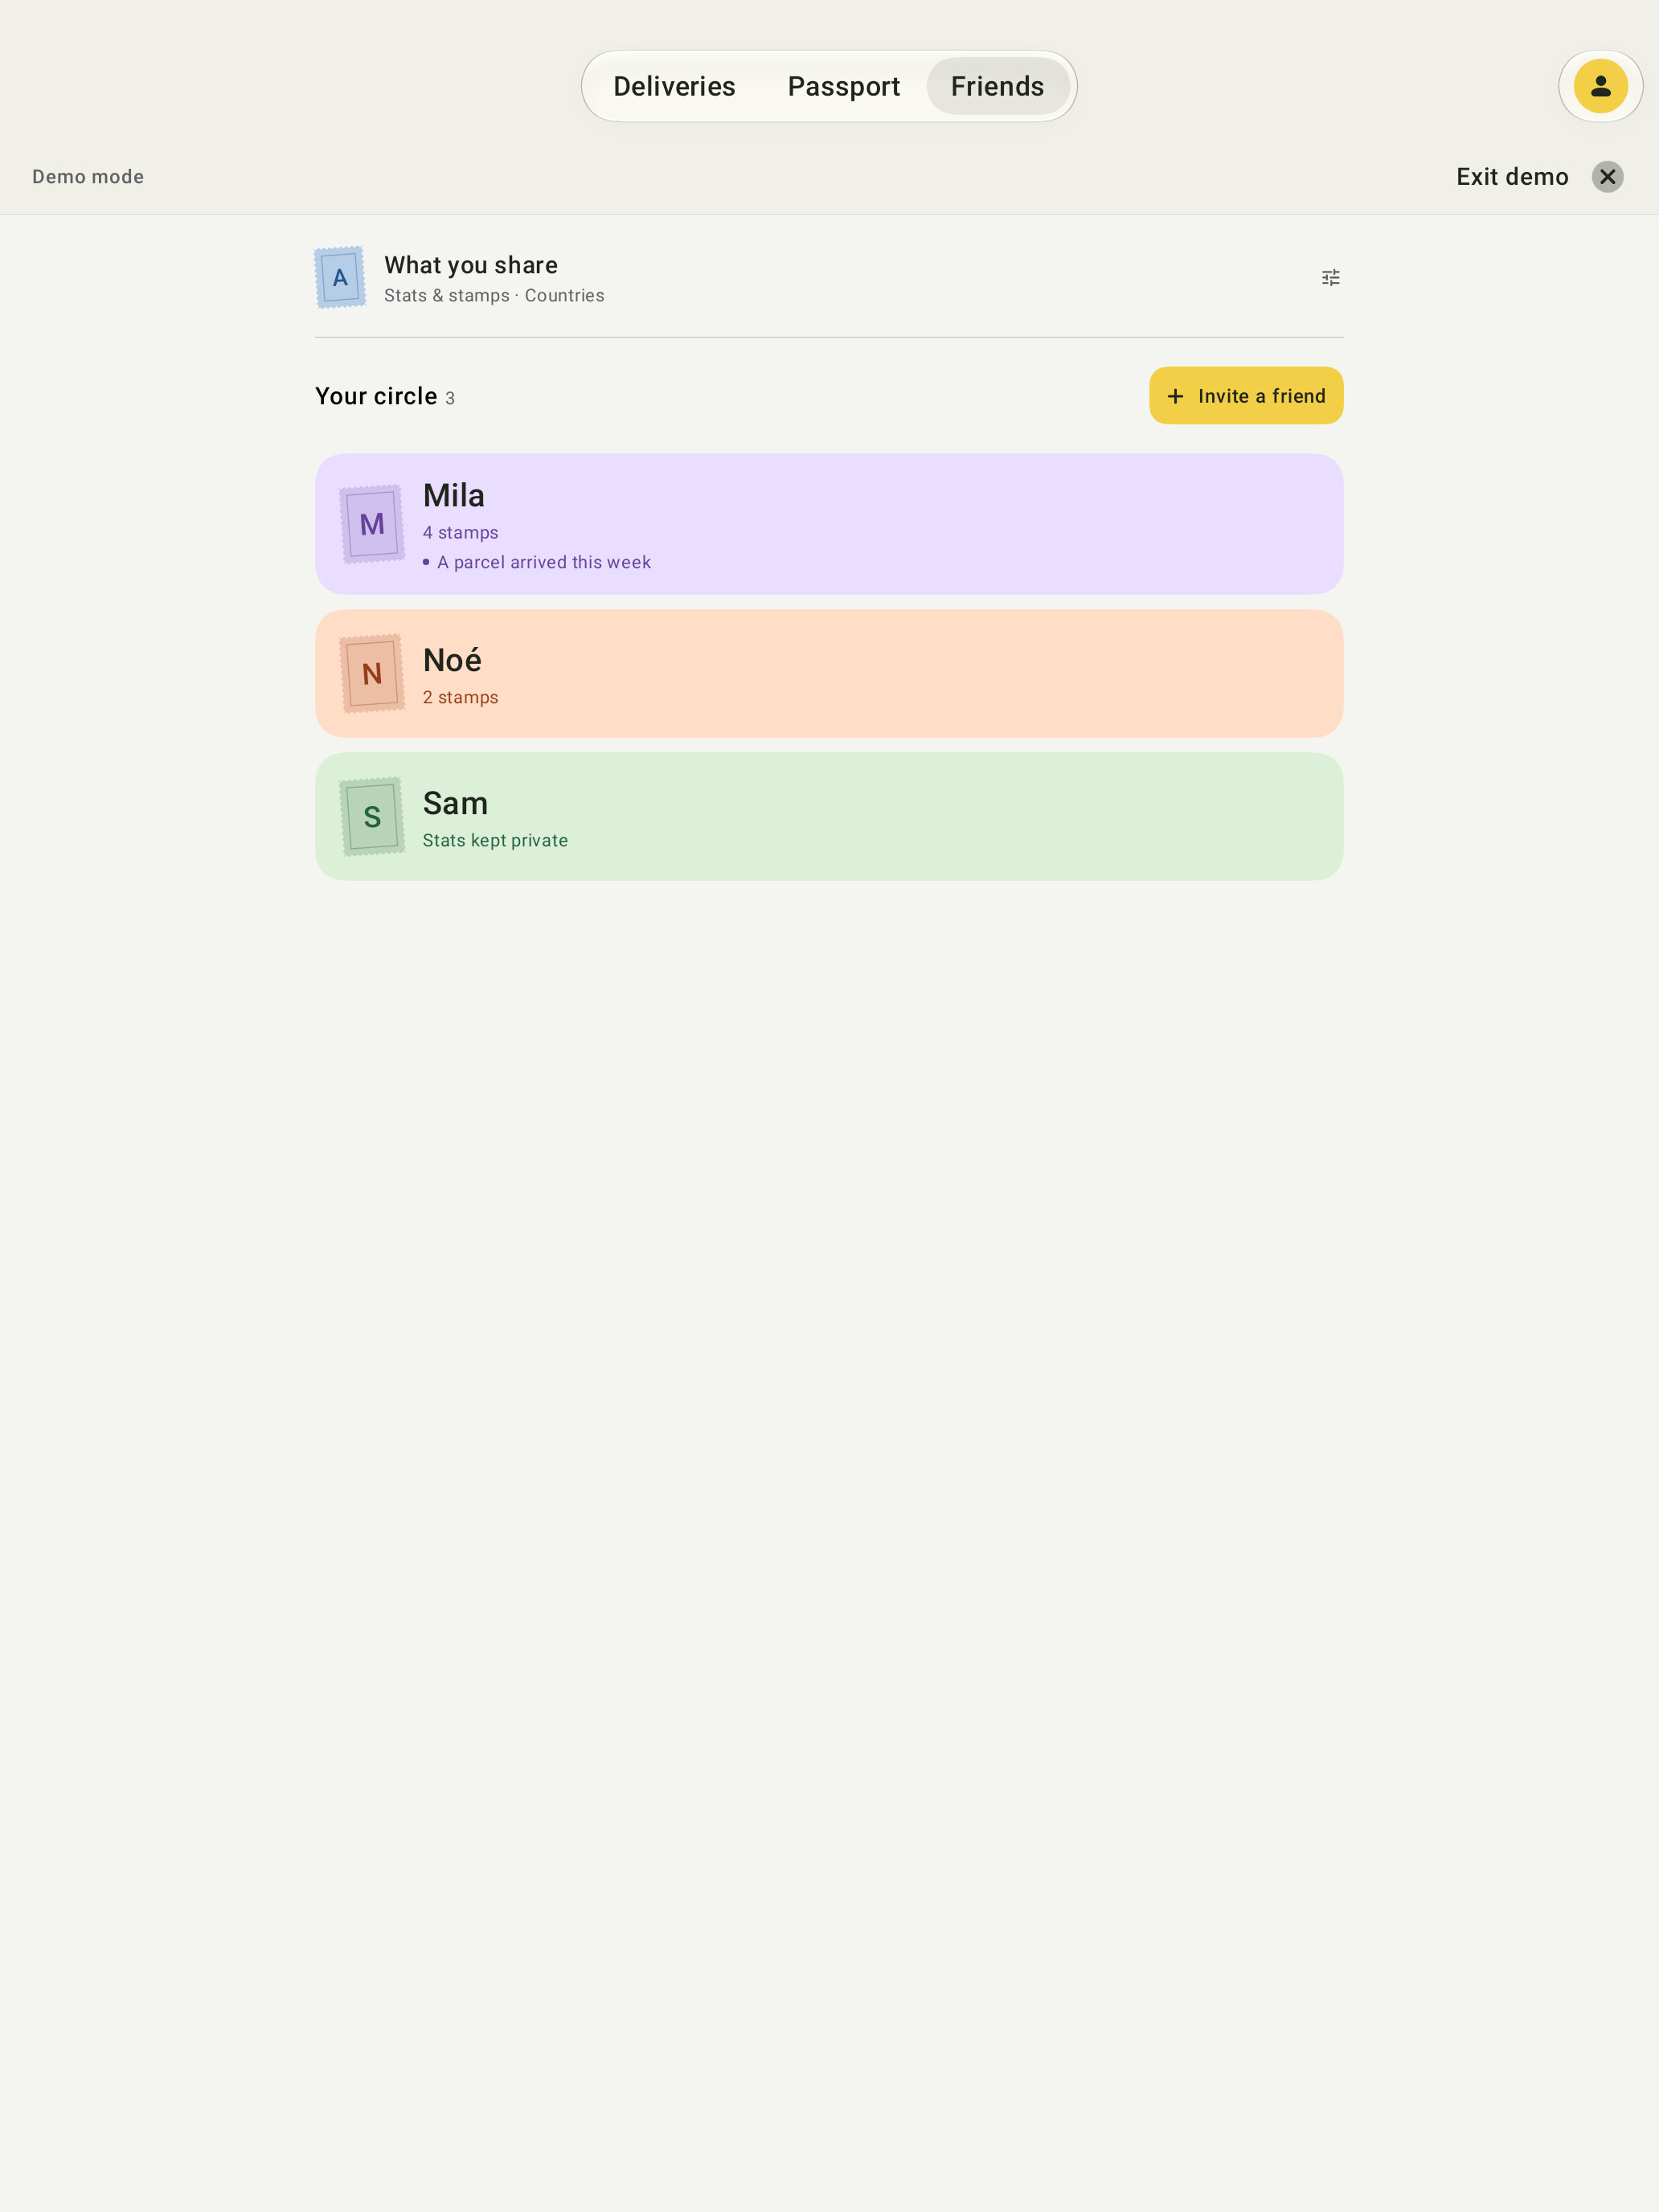 Deliveries Passport Friends
Demo mode
Exit demo
A
What you share
Stats & stamps · Countries
Your circle 3
+ Invite a friend
M
Mila
4 stamps
• A parcel arrived this week
N
Noé
2 stamps
S
Sam
Stats kept private